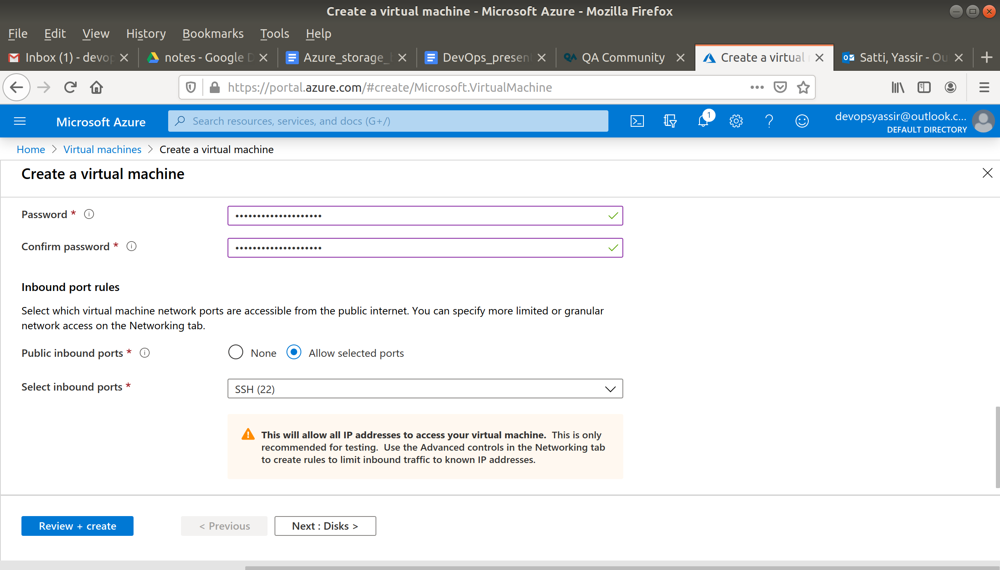 Create a virtual machine - Microsoft Azure - Mozilla Firefox
File Edit View History Bookmarks Tools Help
Inbox (1) - devop notes - Google D Azure_storage_b DevOps_present QA QA Community Create a virtual Satti, Yassir - Ou
https://portal.azure.com/#create/Microsoft.VirtualMachine
Microsoft Azure Search resources, services, and docs (G+/) 1 devopsyassir@outlook.c...
DEFAULT DIRECTORY
Home > Virtual machines > Create a virtual machine
Create a virtual machine
Password *
Confirm password *
Inbound port rules
Select which virtual machine network ports are accessible from the public internet. You can specify more limited or granular
network access on the Networking tab.
Public inbound ports * None Allow selected ports
Select inbound ports * SSH (22)
This will allow all IP addresses to access your virtual machine. This is only
recommended for testing. Use the Advanced controls in the Networking tab
to create rules to limit inbound traffic to known IP addresses.
Review + create < Previous Next : Disks >